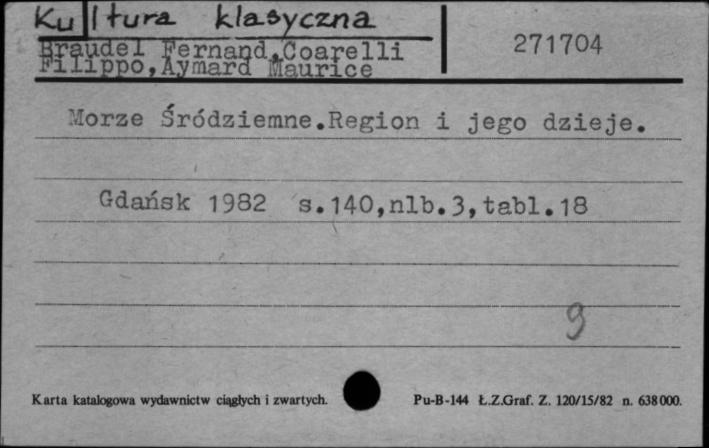 Kultura klasyczna
Braudel Fernand,Coarelli
Filippo,Aymard Maurice
271704
Morze Śródziemne.Region i jego dzieje.
Gdańsk 1982 s.140,nlb.3,tabl.18
9
Karta katalogowa wydawnictw ciągłych i zwartych.
Pu-B-144 Ł.Z.Graf. Z. 120/15/82 n. 638000.